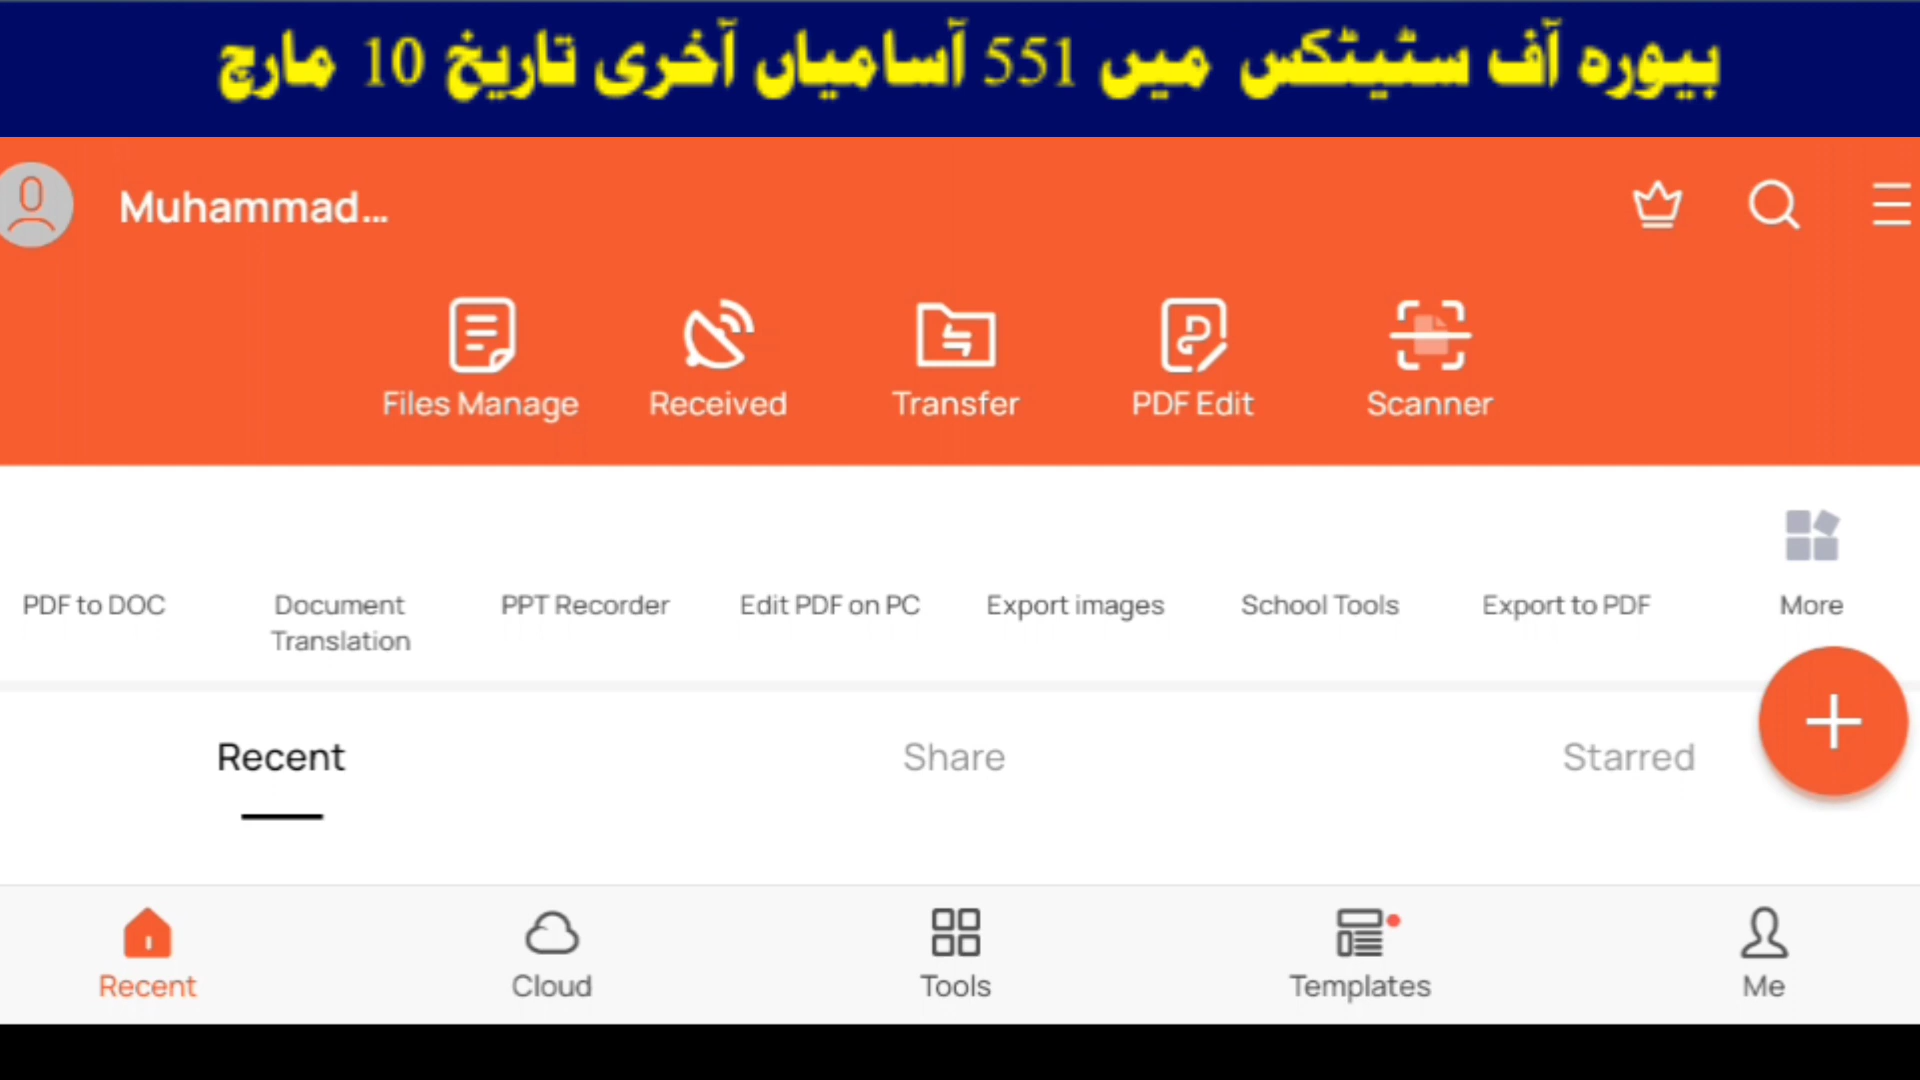 بیورہ آف سٹیٹکس میں 551 آسامیاں آخری تاریخ 10 مارچ
Muhammad...
Files Manage Received Transfer PDF Edit Scanner
PDF to DOC Document Translation PPT Recorder Edit PDF on PC Export images School Tools Export to PDF More
Recent Share Starred
Recent Cloud Tools Templates Me